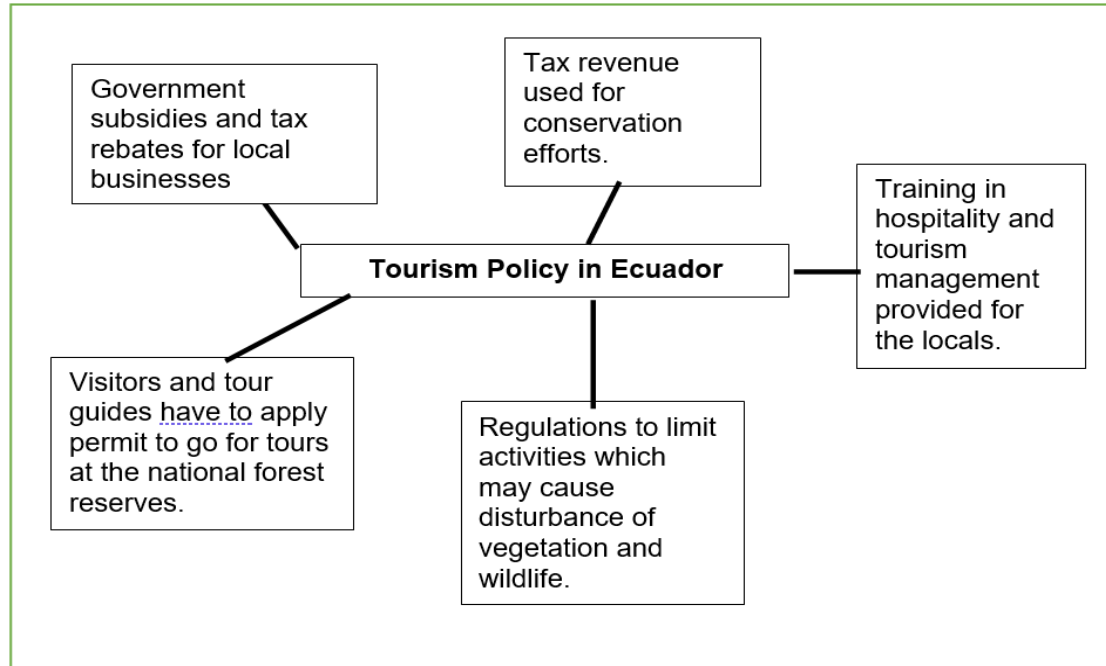 Government
subsidies and tax
rebates for local
businesses
Tax revenue
used for
conservation
efforts.
Training in
hospitality and
tourism
management
provided for
the locals.
Tourism Policy in Ecuador
Visitors and tour
guides have to apply
permit to go for tours
at the national forest
reserves.
Regulations to limit
activities which
may cause
disturbance of
vegetation and
wildlife.